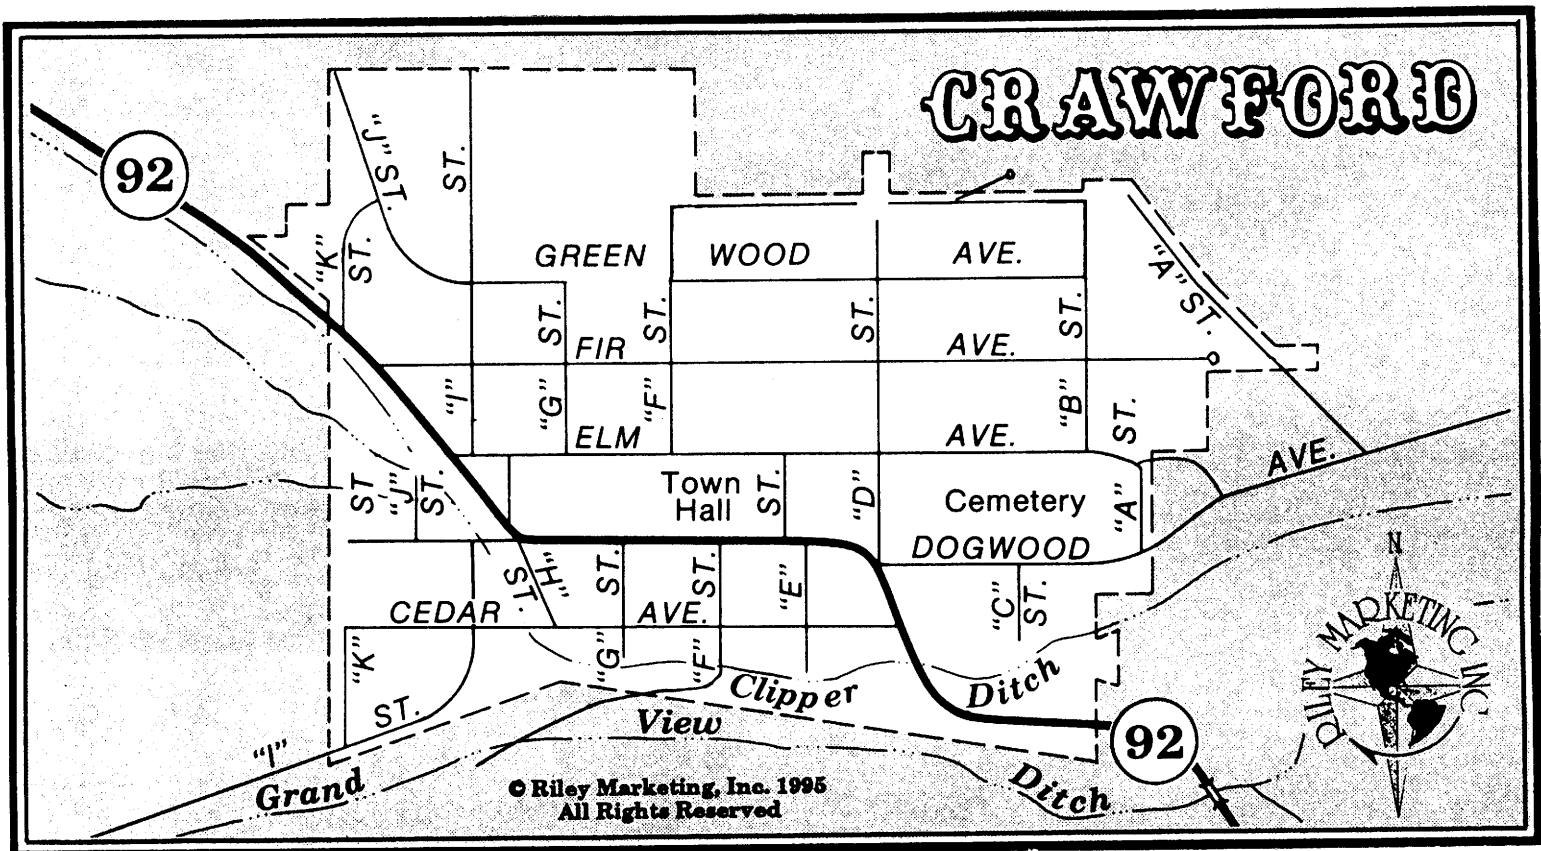 CRAWFORD
92
"J" ST.
ST.
"K" ST.
GREEN WOOD AVE.
"A" ST.
ST.
ST.
ST.
ST.
FIR AVE.
"I"
"G"
"F"
"B"
ST.
ELM AVE.
AVE.
ST
"J" ST.
Town
Hall
ST.
"D"
Cemetery
"A"
DOGWOOD
"H" ST.
ST.
ST.
"E"
"C" ST.
CEDAR AVE.
"K"
"G"
"F"
ST.
"I"
Clipper Ditch
Grand View Ditch
92
N
RILEY MARKETING INC
© Riley Marketing, Inc. 1995
All Rights Reserved